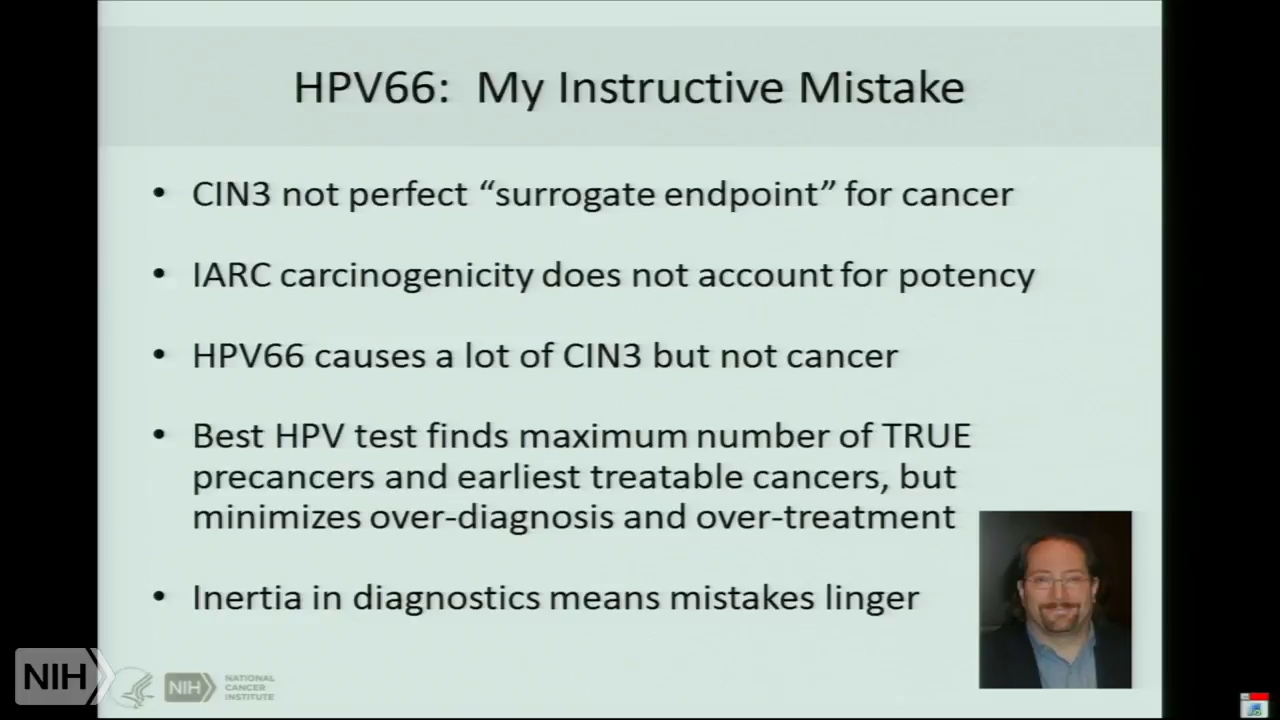 HPV66: My Instructive Mistake
• CIN3 not perfect “surrogate endpoint” for cancer
• IARC carcinogenicity does not account for potency
• HPV66 causes a lot of CIN3 but not cancer
• Best HPV test finds maximum number of TRUE
precancers and earliest treatable cancers, but
minimizes over-diagnosis and over-treatment
• Inertia in diagnostics means mistakes linger
NIH
NIH
NATIONAL
CANCER
INSTITUTE